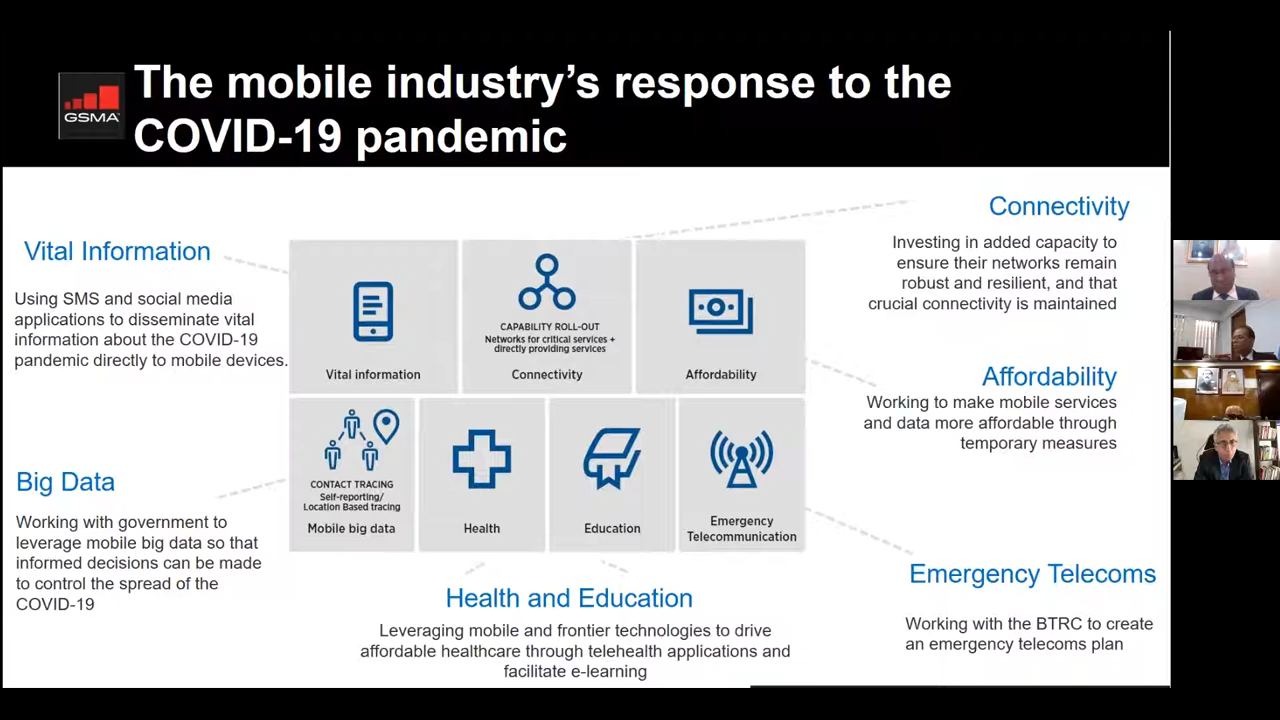 The mobile industry's response to the
COVID-19 pandemic
GSMA
Vital Information
Using SMS and social media
applications to disseminate vital
information about the COVID-19
pandemic directly to mobile devices.
Big Data
Working with government to
leverage mobile big data so that
informed decisions can be made
to control the spread of the
COVID-19
Vital information
CAPABILITY ROLL-OUT
Networks for critical services +
directly providing services
Connectivity
Affordability
CONTACT TRACING
Self-reporting/
Location Based tracing
Mobile big data
Health
Education
Emergency
Telecommunication
Health and Education
Leveraging mobile and frontier technologies to drive
affordable healthcare through telehealth applications and
facilitate e-learning
Connectivity
Investing in added capacity to
ensure their networks remain
robust and resilient, and that
crucial connectivity is maintained
Affordability
Working to make mobile services
and data more affordable through
temporary measures
Emergency Telecoms
Working with the BTRC to create
an emergency telecoms plan